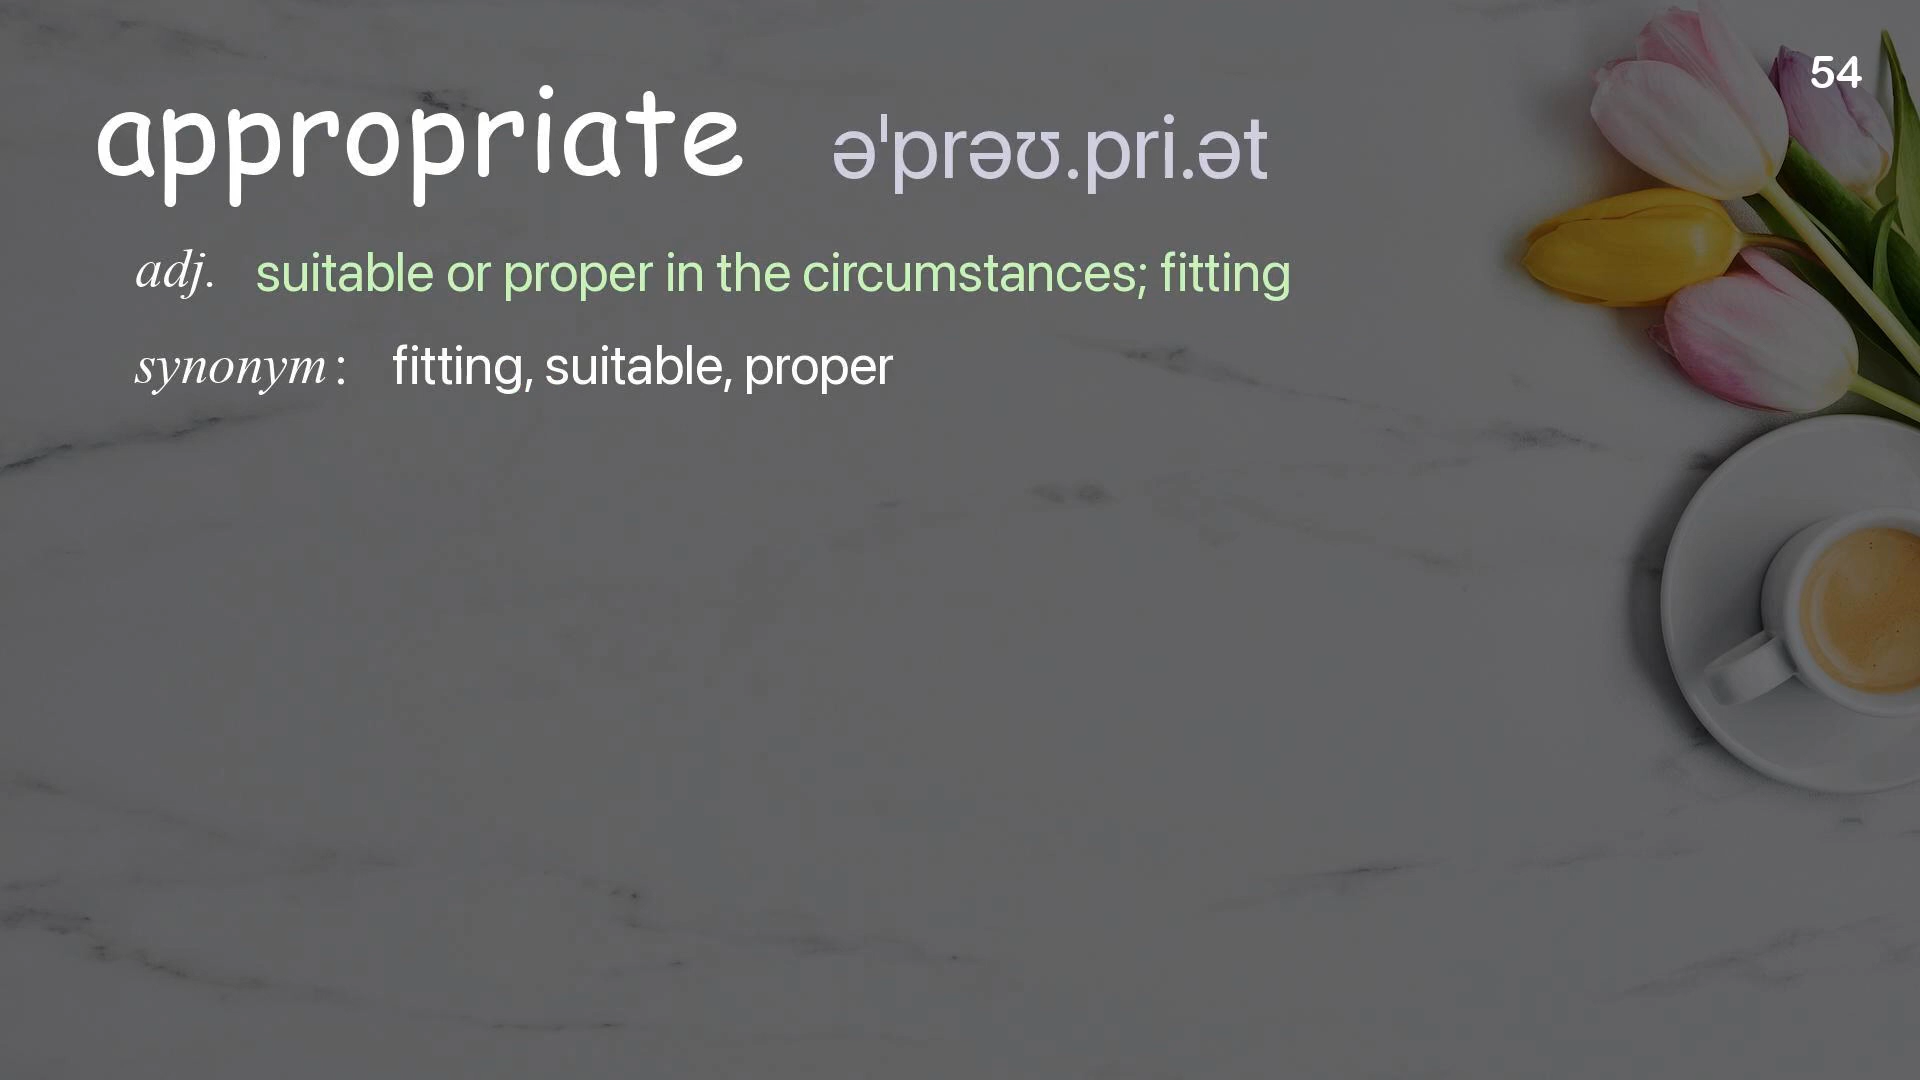 54
appropriate əˈprəʊ.pri.ət
adj. suitable or proper in the circumstances; fitting
synonym: fitting, suitable, proper